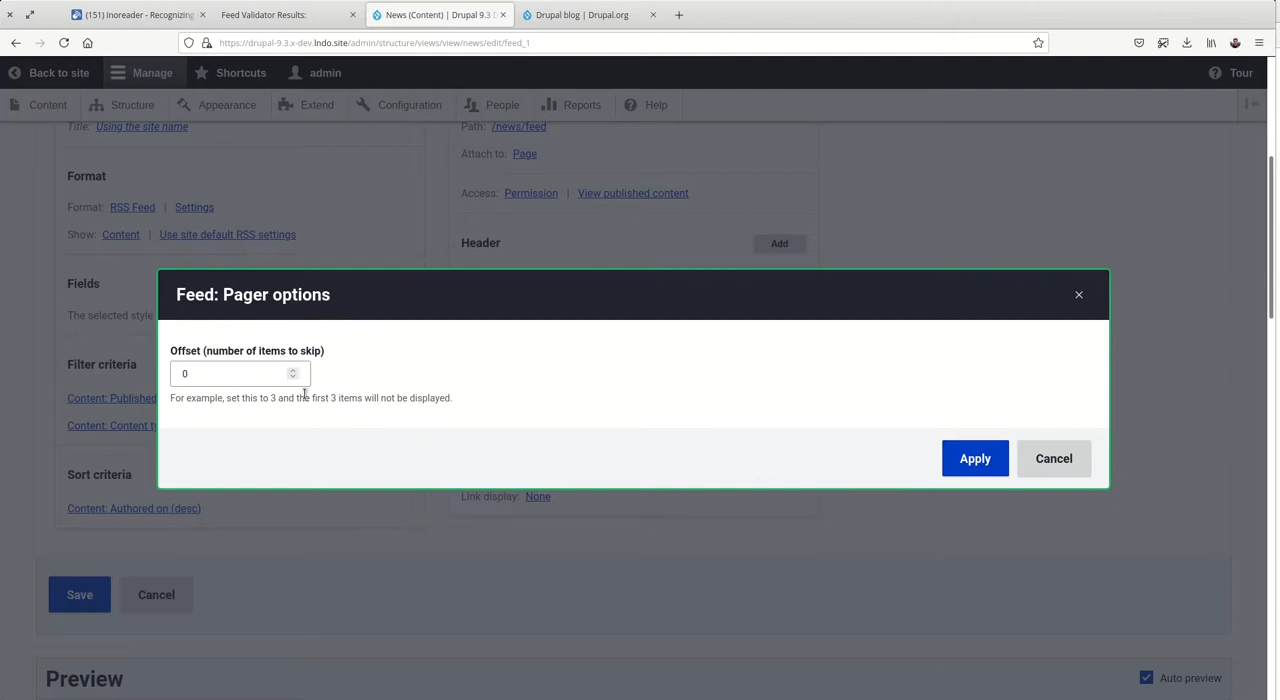 (151) Inoreader - Recognizing
Feed Validator Results:
News (Content) | Drupal 9.3
Drupal blog | Drupal.org
https://drupal-9.3.x-dev.lndo.site/admin/structure/views/view/news/edit/feed_1
Back to site
Manage
Shortcuts
admin
Tour
Content
Structure
Appearance
Extend
Configuration
People
Reports
Help
Title: Using the site name
Path: /news/feed
Attach to: Page
Format
Access: Permission | View published content
Format: RSS Feed | Settings
Show: Content | Use site default RSS settings
Header
Add
Fields
The selected style
Filter criteria
Content: Published
Content: Content ty
Sort criteria
Content: Authored on (desc)
Link display: None
Feed: Pager options
Offset (number of items to skip)
0
For example, set this to 3 and the first 3 items will not be displayed.
Apply
Cancel
Save
Cancel
Preview
Auto preview